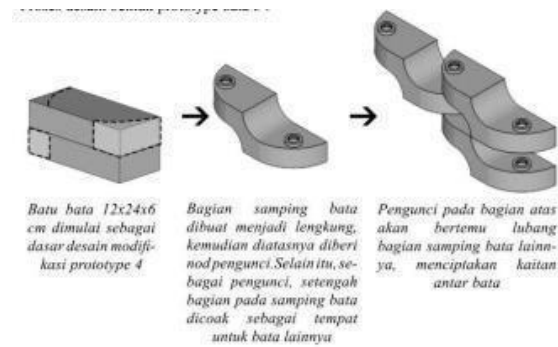 Batu bata 12x24x6
cm dimulai sebagai
dasar desain modifi-
kasi prototype 4
Bagian samping bata
dibuat menjadi lengkung,
kemudian diatasnya diberi
nod pengunci.Selain itu, se-
bagai pengunci, setengah
bagian pada samping bata
dicoak sebagai tempat
untuk bata lainnya
Pengunci pada bagian atas
akan bertemu lubang
bagian samping bata lainn-
ya, menciptakan kaitan
antar bata